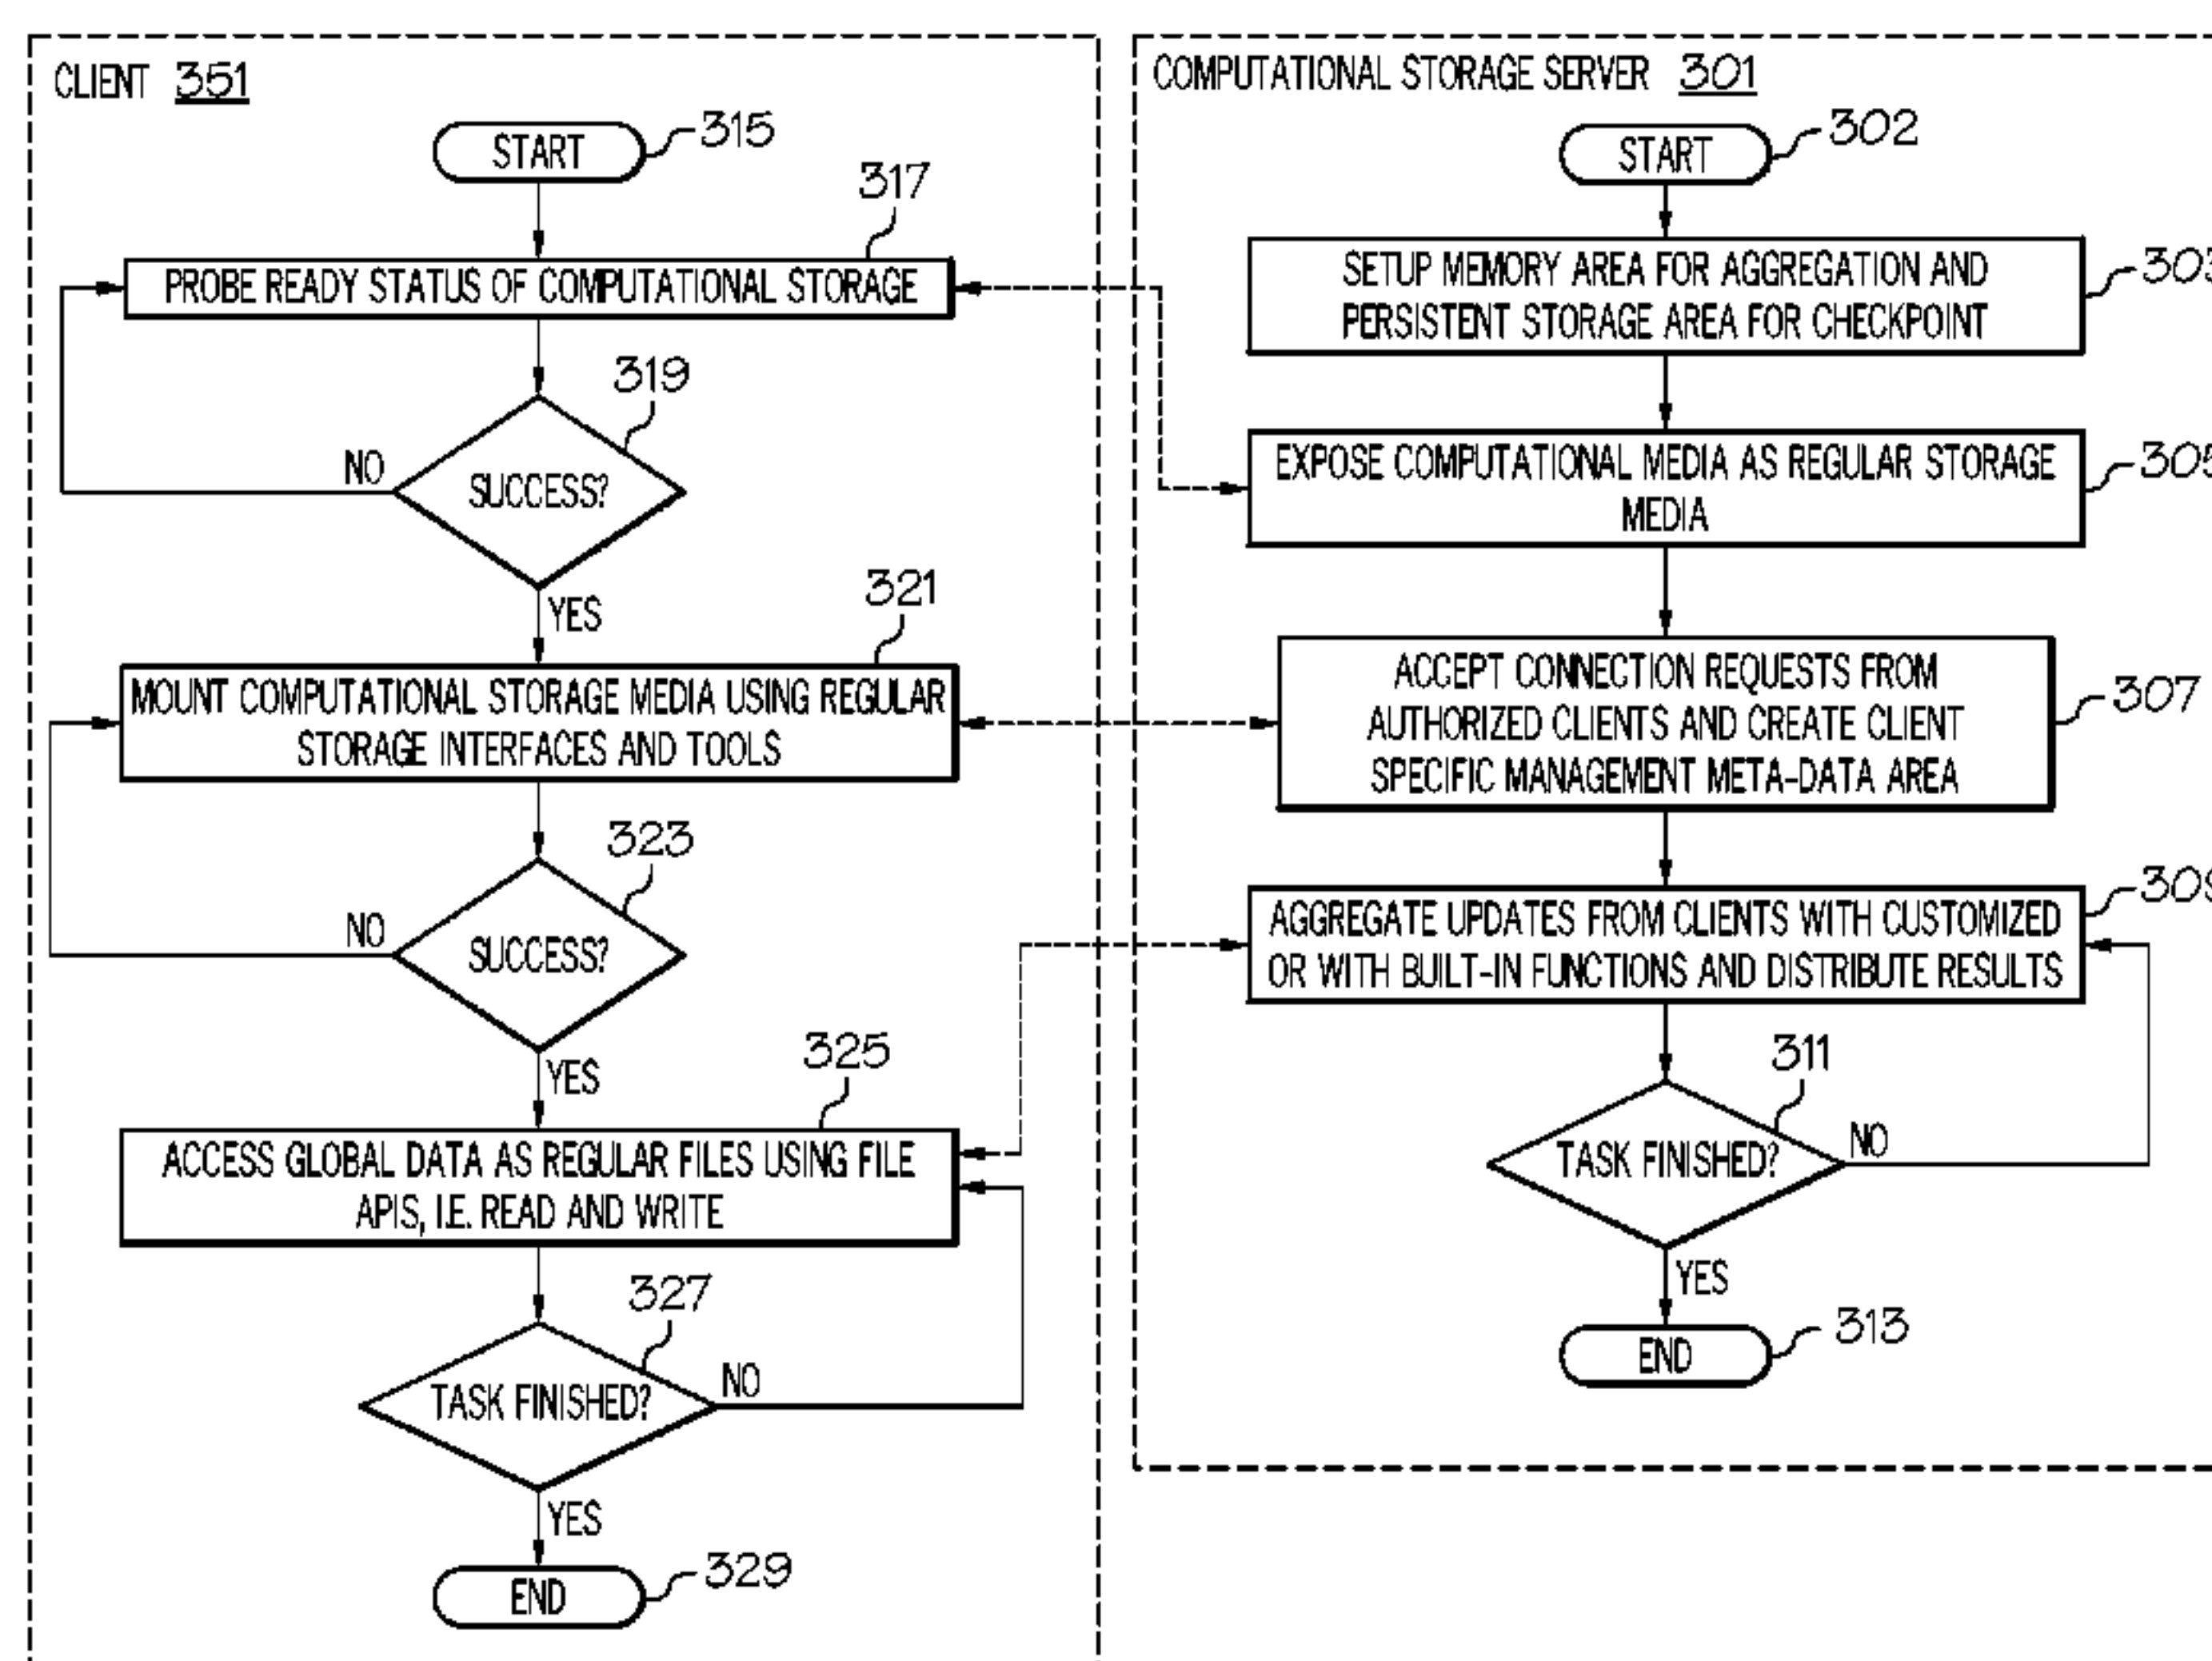 CLIENT 351
START
315
317
PROBE READY STATUS OF COMPUTATIONAL STORAGE
319
NO
SUCCESS?
YES
321
MOUNT COMPUTATIONAL STORAGE MEDIA USING REGULAR
STORAGE INTERFACES AND TOOLS
323
NO
SUCCESS?
YES
325
ACCESS GLOBAL DATA AS REGULAR FILES USING FILE
APIS, I.E. READ AND WRITE
327
NO
TASK FINISHED?
YES
END
329
COMPUTATIONAL STORAGE SERVER 301
START
302
SETUP MEMORY AREA FOR AGGREGATION AND
PERSISTENT STORAGE AREA FOR CHECKPOINT
303
EXPOSE COMPUTATIONAL MEDIA AS REGULAR STORAGE
MEDIA
305
ACCEPT CONNECTION REQUESTS FROM
AUTHORIZED CLIENTS AND CREATE CLIENT
SPECIFIC MANAGEMENT META-DATA AREA
307
AGGREGATE UPDATES FROM CLIENTS WITH CUSTOMIZED
OR WITH BUILT-IN FUNCTIONS AND DISTRIBUTE RESULTS
309
311
NO
TASK FINISHED?
YES
END
313